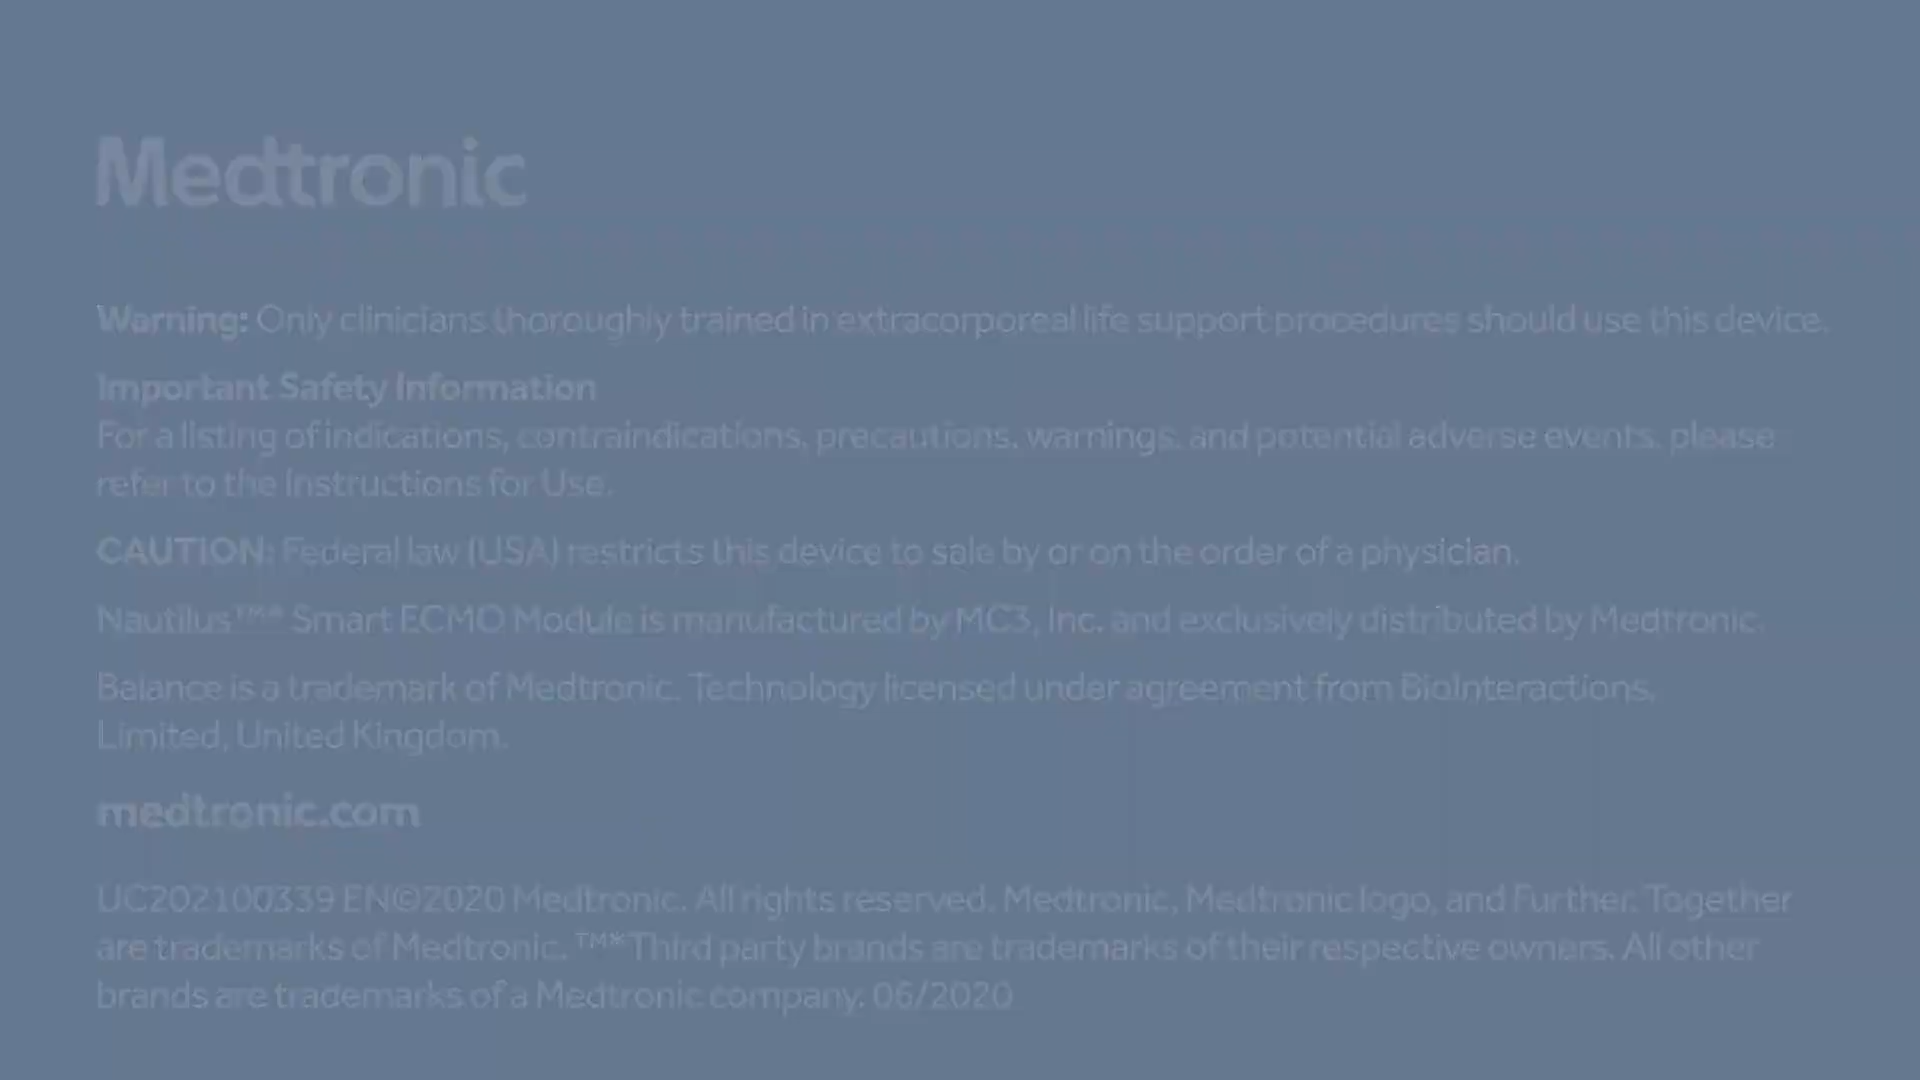 Medtronic
Warning: Only clinicians thoroughly trained in extracorporeal life support procedures should use this device.
Important Safety Information
For a listing of indications, contraindications, precautions, warnings, and potential adverse events, please
refer to the Instructions for Use.
CAUTION: Federal law (USA) restricts this device to sale by or on the order of a physician.
Nautilus™* Smart ECMO Module is manufactured by MC3, Inc. and exclusively distributed by Medtronic.
Balance is a trademark of Medtronic. Technology licensed under agreement from BioInteractions,
Limited, United Kingdom.
medtronic.com
UC202100339 EN©2020 Medtronic. All rights reserved. Medtronic, Medtronic logo, and Further, Together
are trademarks of Medtronic. ™*Third party brands are trademarks of their respective owners. All other
brands are trademarks of a Medtronic company. 06/2020